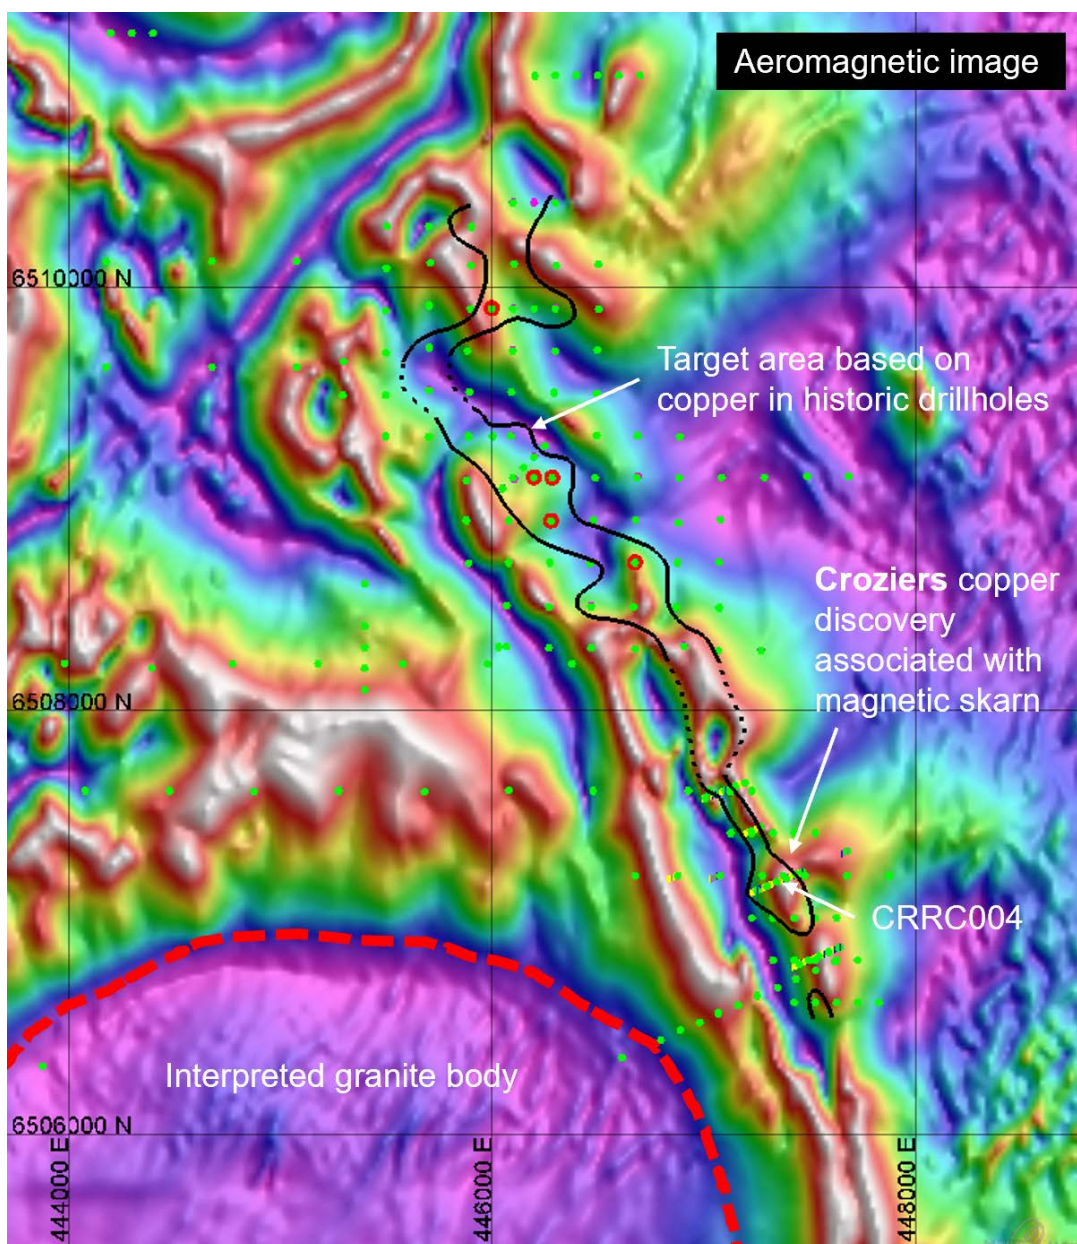 Aeromagnetic image
6510000 N
Target area based on
copper in historic drillholes
Croziers copper
discovery
associated with
magnetic skarn
6508000 N
CRRC004
Interpreted granite body
6506000 N
444000 E
446000 E
448000 E